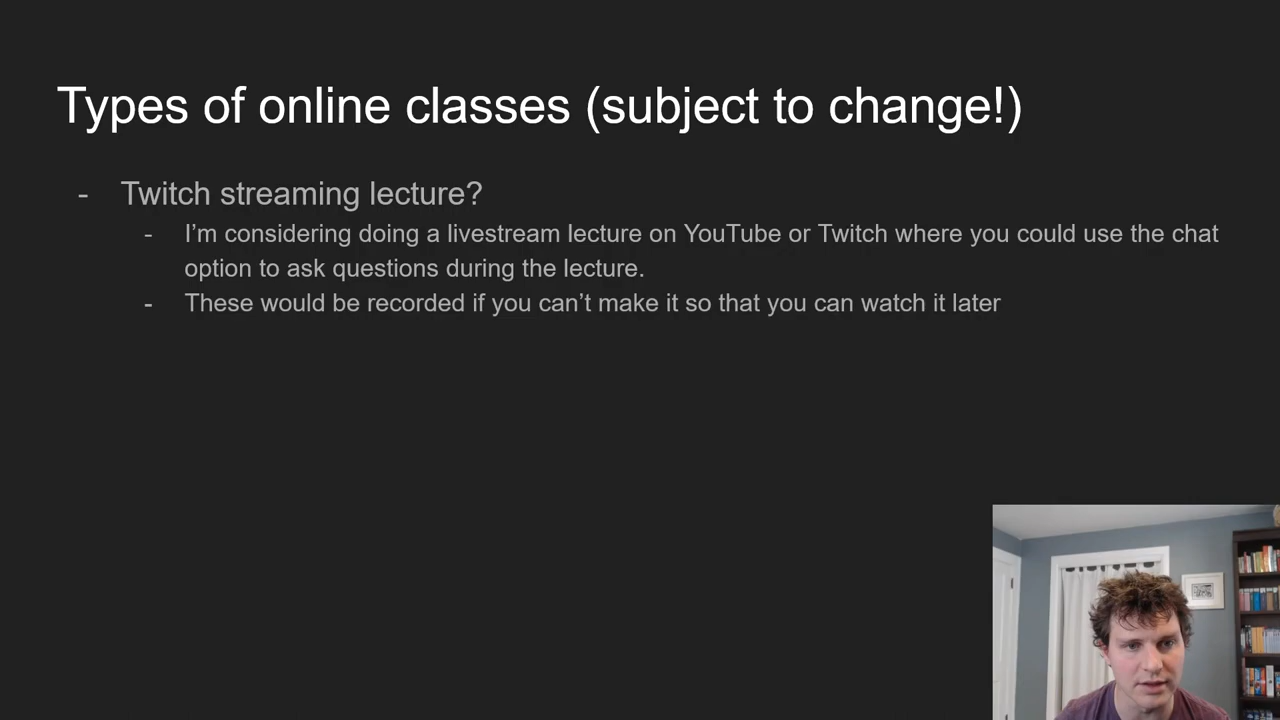 Types of online classes (subject to change!)
- Twitch streaming lecture?
- I’m considering doing a livestream lecture on YouTube or Twitch where you could use the chat
option to ask questions during the lecture.
- These would be recorded if you can’t make it so that you can watch it later